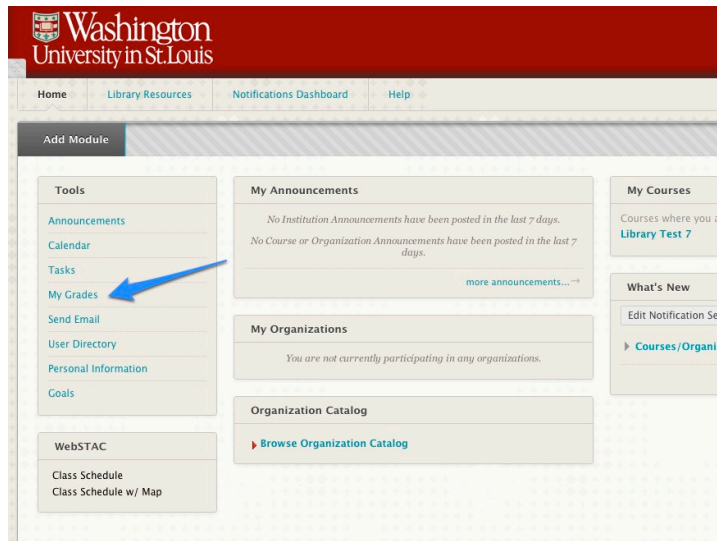 Washington
University in St. Louis
Home
Library Resources
Notifications Dashboard
Help
Add Module
Tools
Announcements
Calendar
Tasks
My Grades
Send Email
User Directory
Personal Information
Goals
WebSTAC
Class Schedule
Class Schedule w/ Map
My Announcements
No Institution Announcements have been posted in the last 7 days.
No Course or Organization Announcements have been posted in the last 7
days.
more announcements...→
My Organizations
You are not currently participating in any organizations.
Organization Catalog
Browse Organization Catalog
My Courses
Courses where you a
Library Test 7
What's New
Edit Notification Se
Courses/Organi